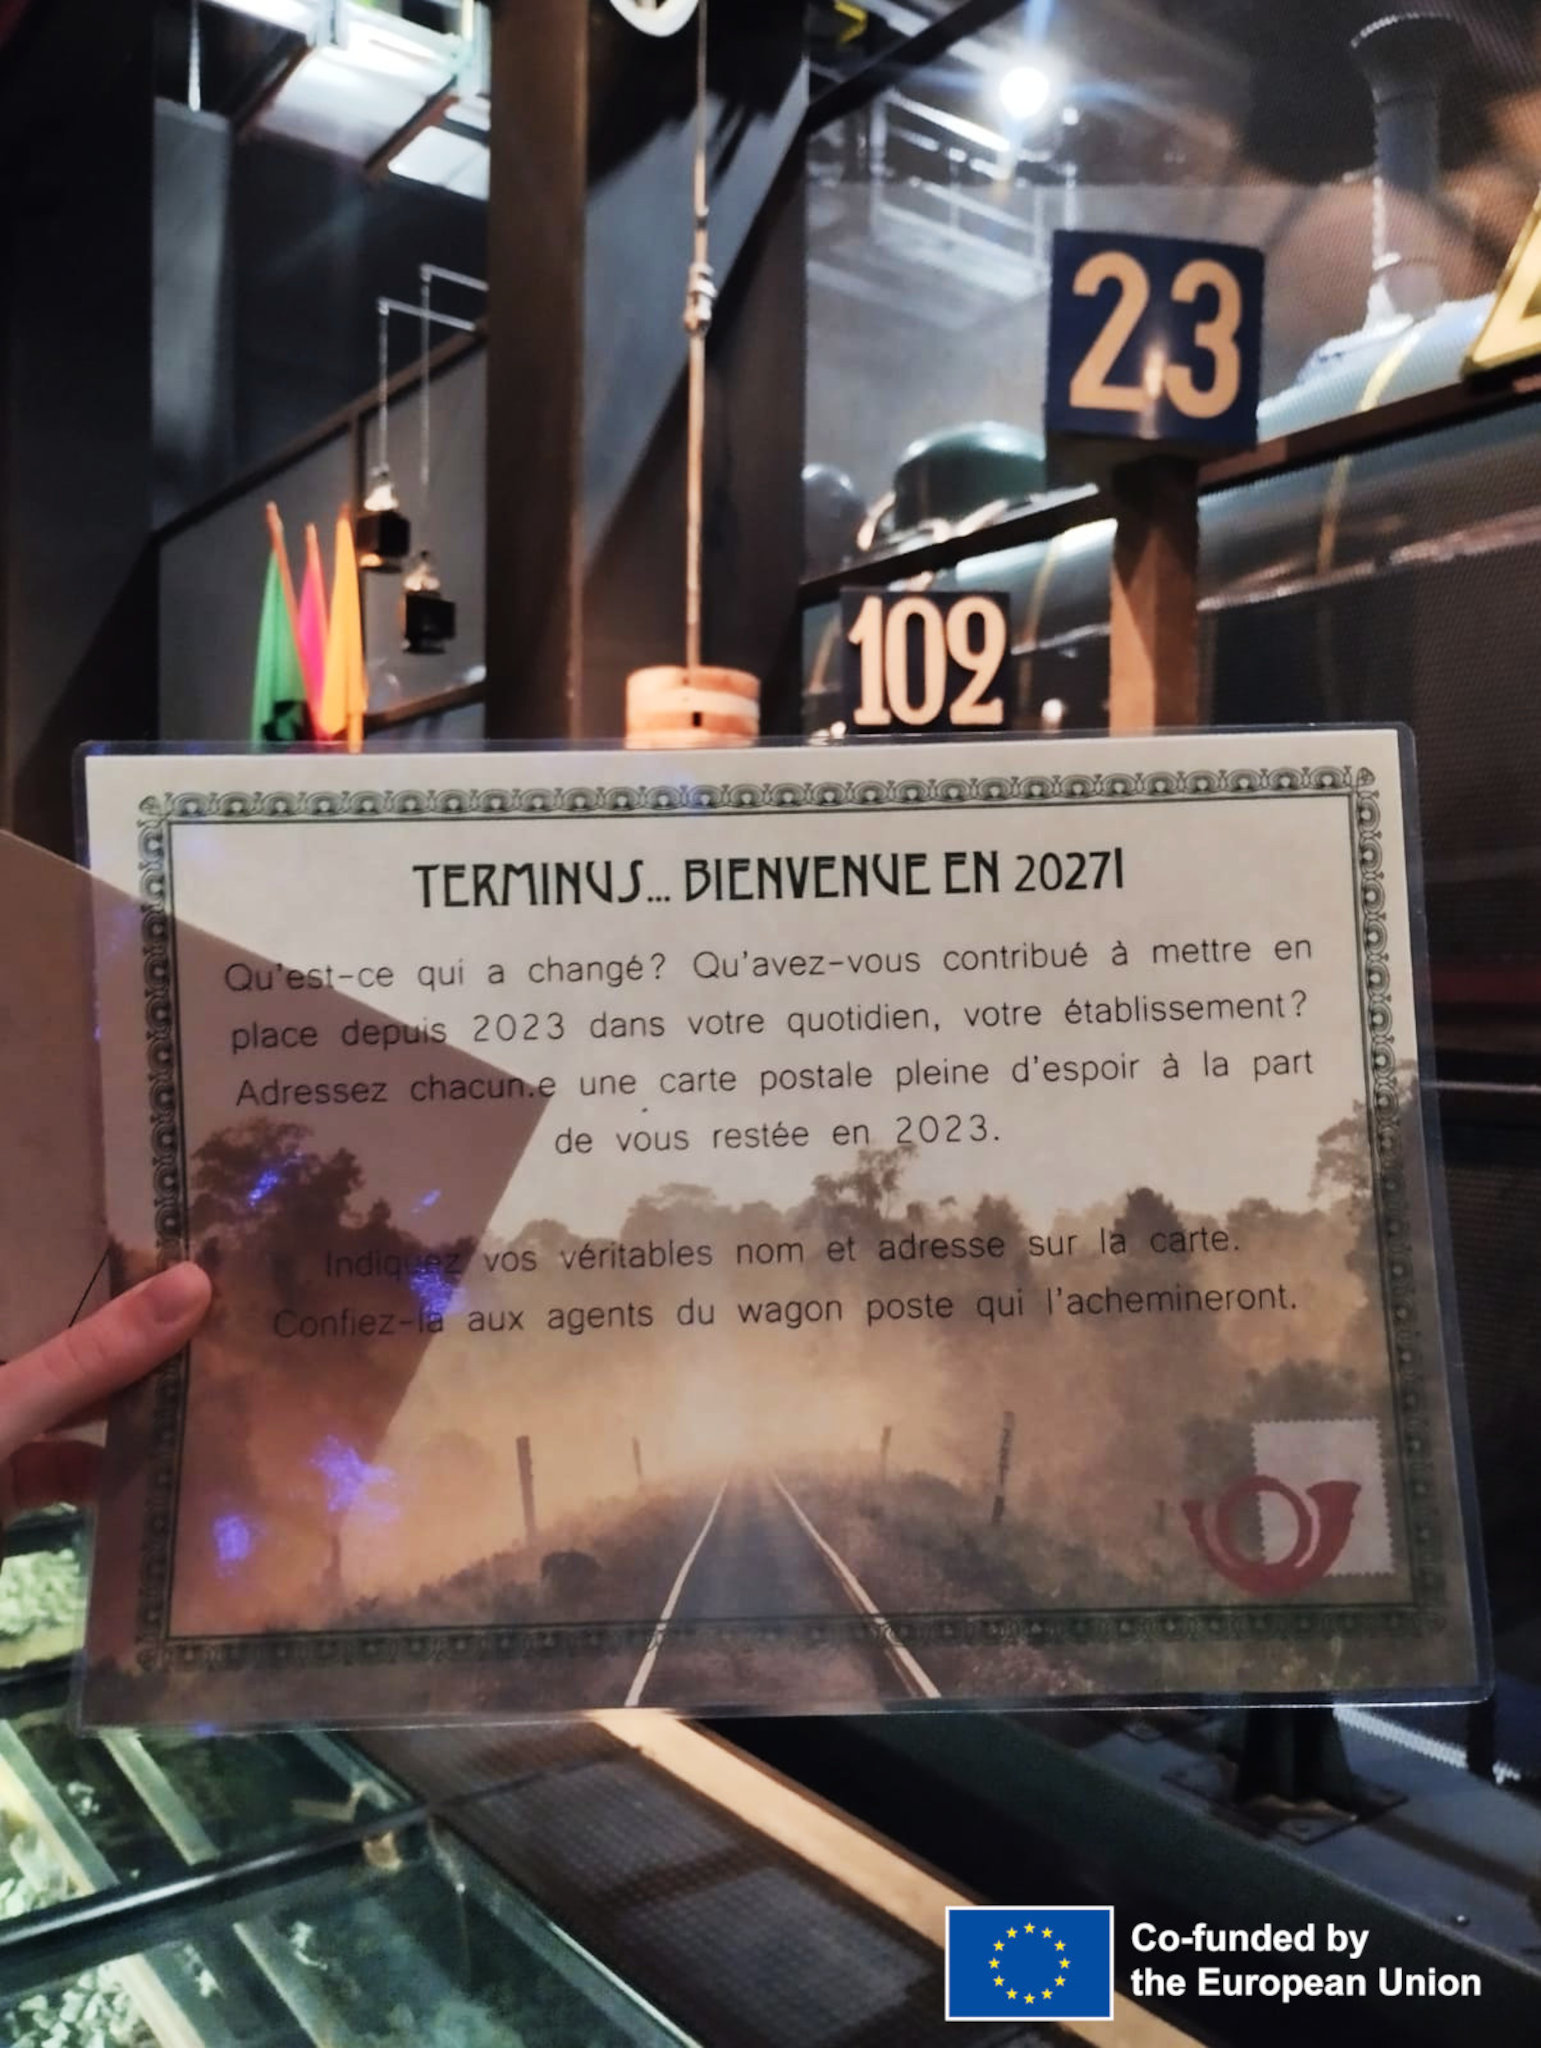 23
102
TERMINUS... BIENVENUE EN 2027!
Qu'est-ce qui a changé? Qu'avez-vous contribué à mettre en
place depuis 2023 dans votre quotidien, votre établissement?
Adressez chacun.e une carte postale pleine d'espoir à la part
de vous restée en 2023.
Indiquez vos véritables nom et adresse sur la carte.
Confiez-la aux agents du wagon poste qui l'achemineront.
Co-funded by
the European Union